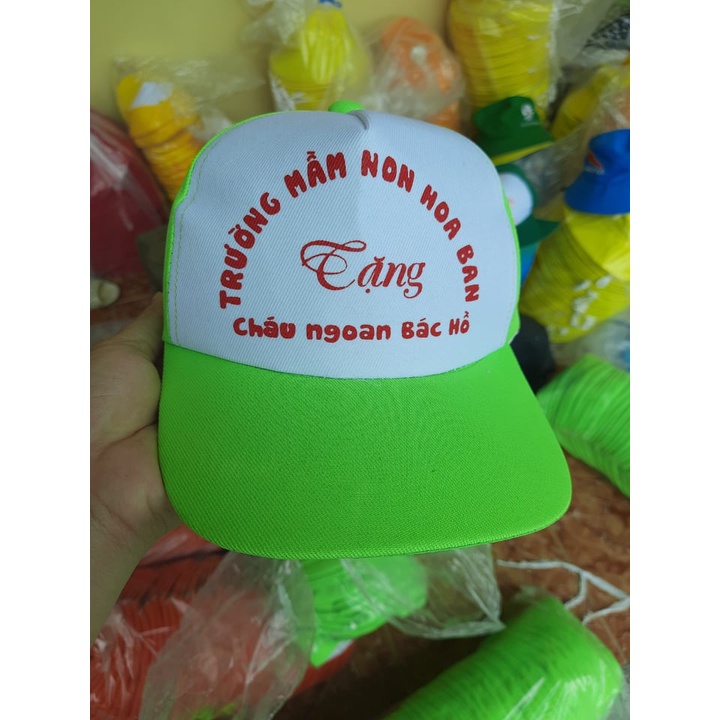 TRƯỜNG MẦM NON HOA BAN
Tặng
Cháu ngoan Bác Hồ